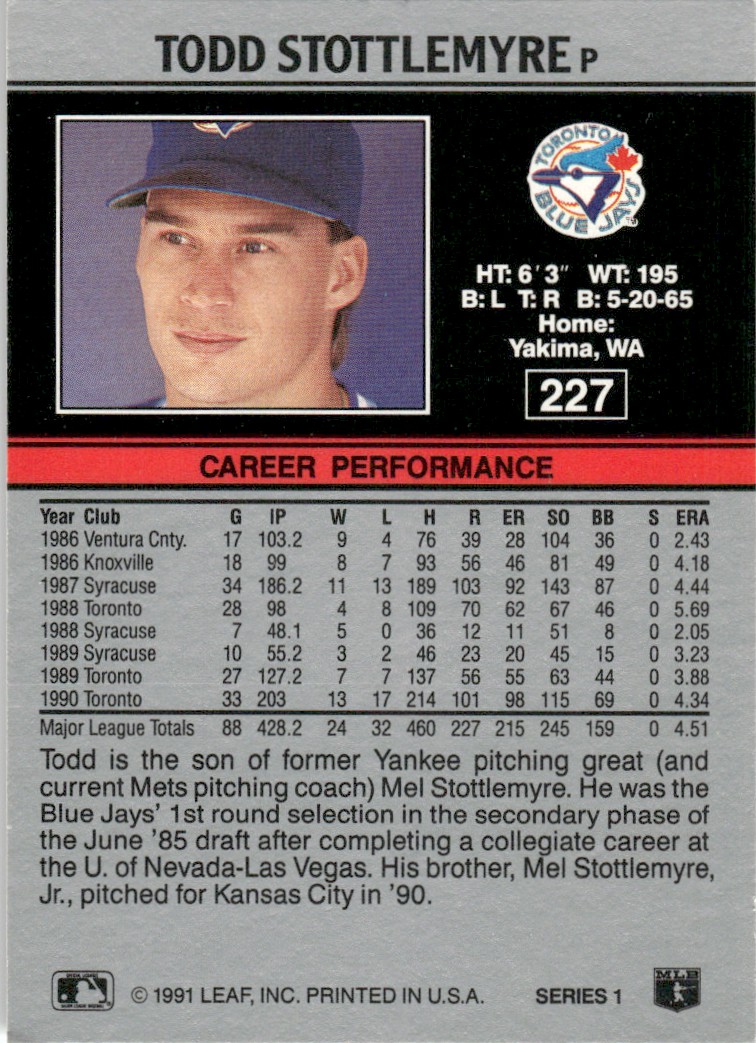 TODD STOTTLEMYRE P
TORONTO
BLUE JAYS
HT: 6'3" WT: 195
B: L T: R B: 5-20-65
Home:
Yakima, WA
227
CAREER PERFORMANCE
Year Club G IP W L H R ER SO BB S ERA
1986 Ventura Cnty. 17 103.2 9 4 76 39 28 104 36 0 2.43
1986 Knoxville 18 99 8 7 93 56 46 81 49 0 4.18
1987 Syracuse 34 186.2 11 13 189 103 92 143 87 0 4.44
1988 Toronto 28 98 4 8 109 70 62 67 46 0 5.69
1988 Syracuse 7 48.1 5 0 36 12 11 51 8 0 2.05
1989 Syracuse 10 55.2 3 2 46 23 20 45 15 0 3.23
1989 Toronto 27 127.2 7 7 137 56 55 63 44 0 3.88
1990 Toronto 33 203 13 17 214 101 98 115 69 0 4.34
Major League Totals 88 428.2 24 32 460 227 215 245 159 0 4.51
Todd is the son of former Yankee pitching great (and
current Mets pitching coach) Mel Stottlemyre. He was the
Blue Jays' 1st round selection in the secondary phase of
the June '85 draft after completing a collegiate career at
the U. of Nevada-Las Vegas. His brother, Mel Stottlemyre,
Jr., pitched for Kansas City in '90.
© 1991 LEAF, INC. PRINTED IN U.S.A. SERIES 1
MLB